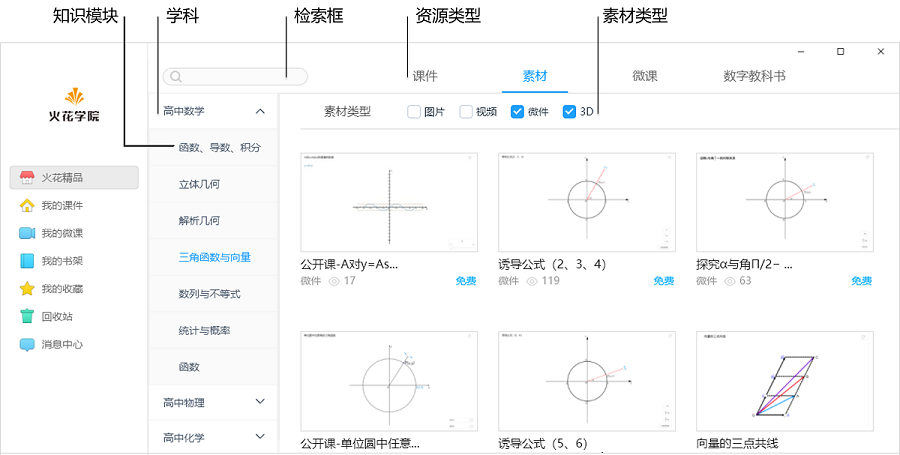 知识模块 学科 检索框 资源类型 素材类型
课件 素材 微课 数字教科书
火花学院
高中数学
素材类型 图片 视频 微件 3D
函数、导数、积分
立体几何
解析几何
三角函数与向量
数列与不等式
统计与概率
函数
高中物理
高中化学
火花精品
我的课件
我的微课
我的书架
我的收藏
回收站
消息中心
公开课-A对y=As...
微件 17 免费
诱导公式（2、3、4）
微件 119 免费
探究α与角Π/2− ...
微件 63 免费
公开课-单位圆中任意...
诱导公式（5、6）
向量的三点共线